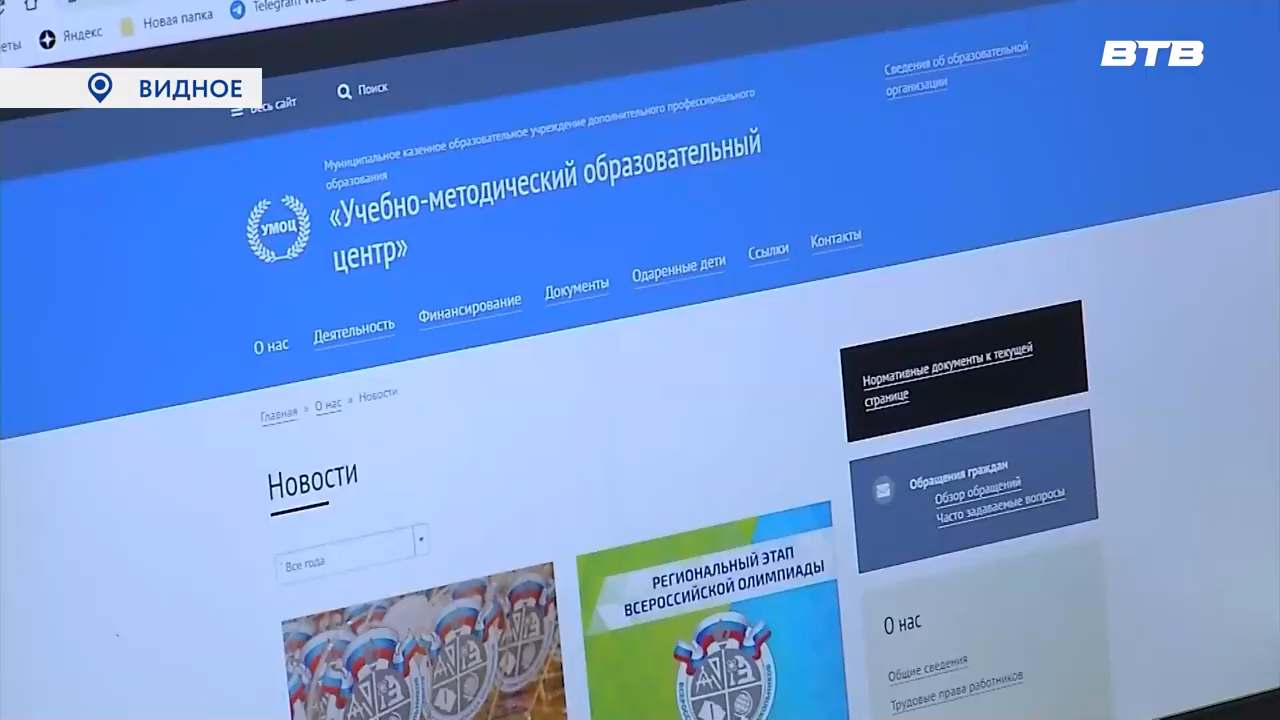 Яндекс
Новая папка
Telegram Web
ВТВ
ВИДНОЕ
Весь сайт
Поиск
Сведения об образовательной
организации
Муниципальное казенное образовательное учреждение дополнительного профессионального
образования
УМОЦ
«Учебно-методический образовательный
центр»
О нас
Деятельность
Финансирование
Документы
Одаренные дети
Ссылки
Контакты
Главная » О нас » Новости
Новости
Все года
Нормативные документы к текущей
странице
Обращения граждан
Обзор обращений
Часто задаваемые вопросы
РЕГИОНАЛЬНЫЙ ЭТАП
ВСЕРОССИЙСКОЙ ОЛИМПИАДЫ
О нас
Общие сведения
Трудовые права работников